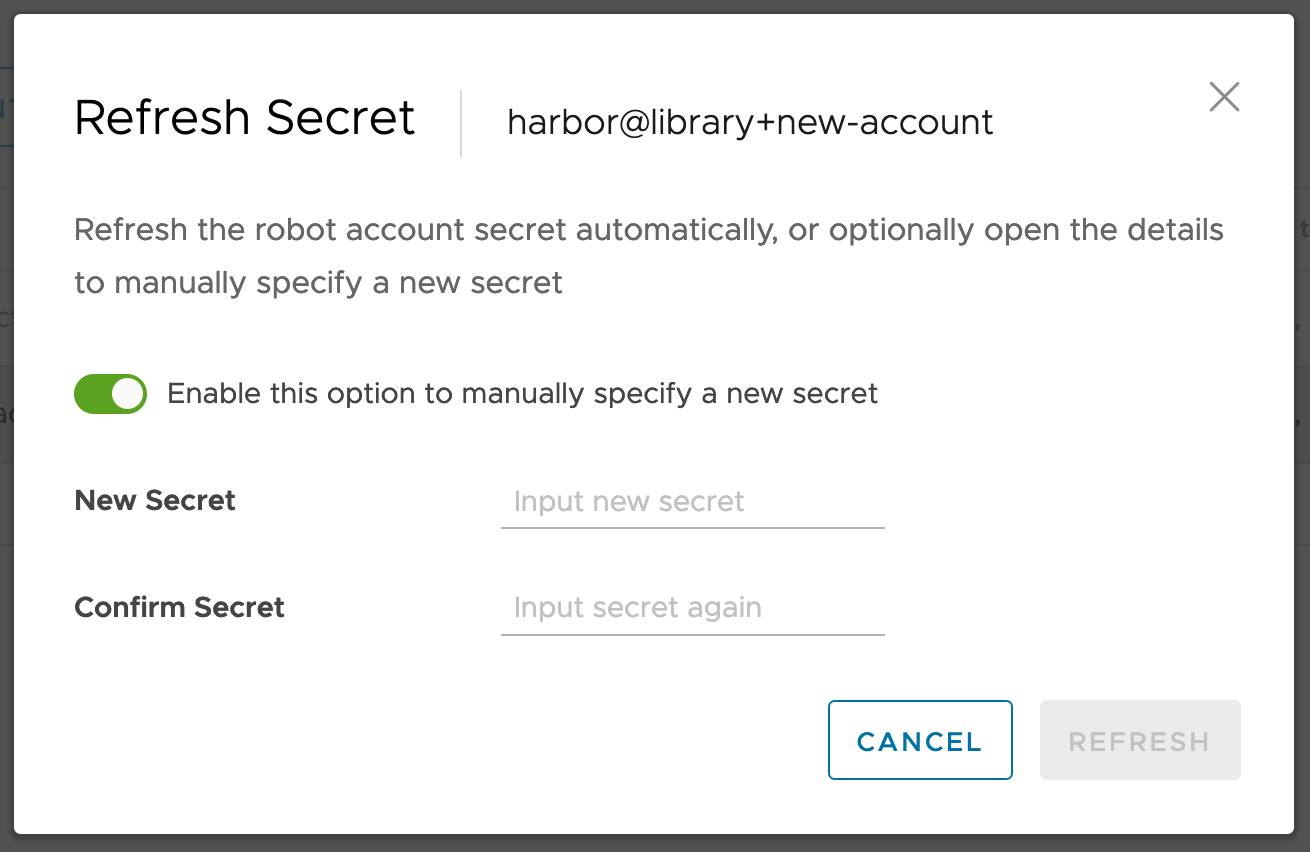 Refresh Secret
harbor@library+new-account
Refresh the robot account secret automatically, or optionally open the details
to manually specify a new secret
Enable this option to manually specify a new secret
New Secret
Input new secret
Confirm Secret
Input secret again
CANCEL
REFRESH